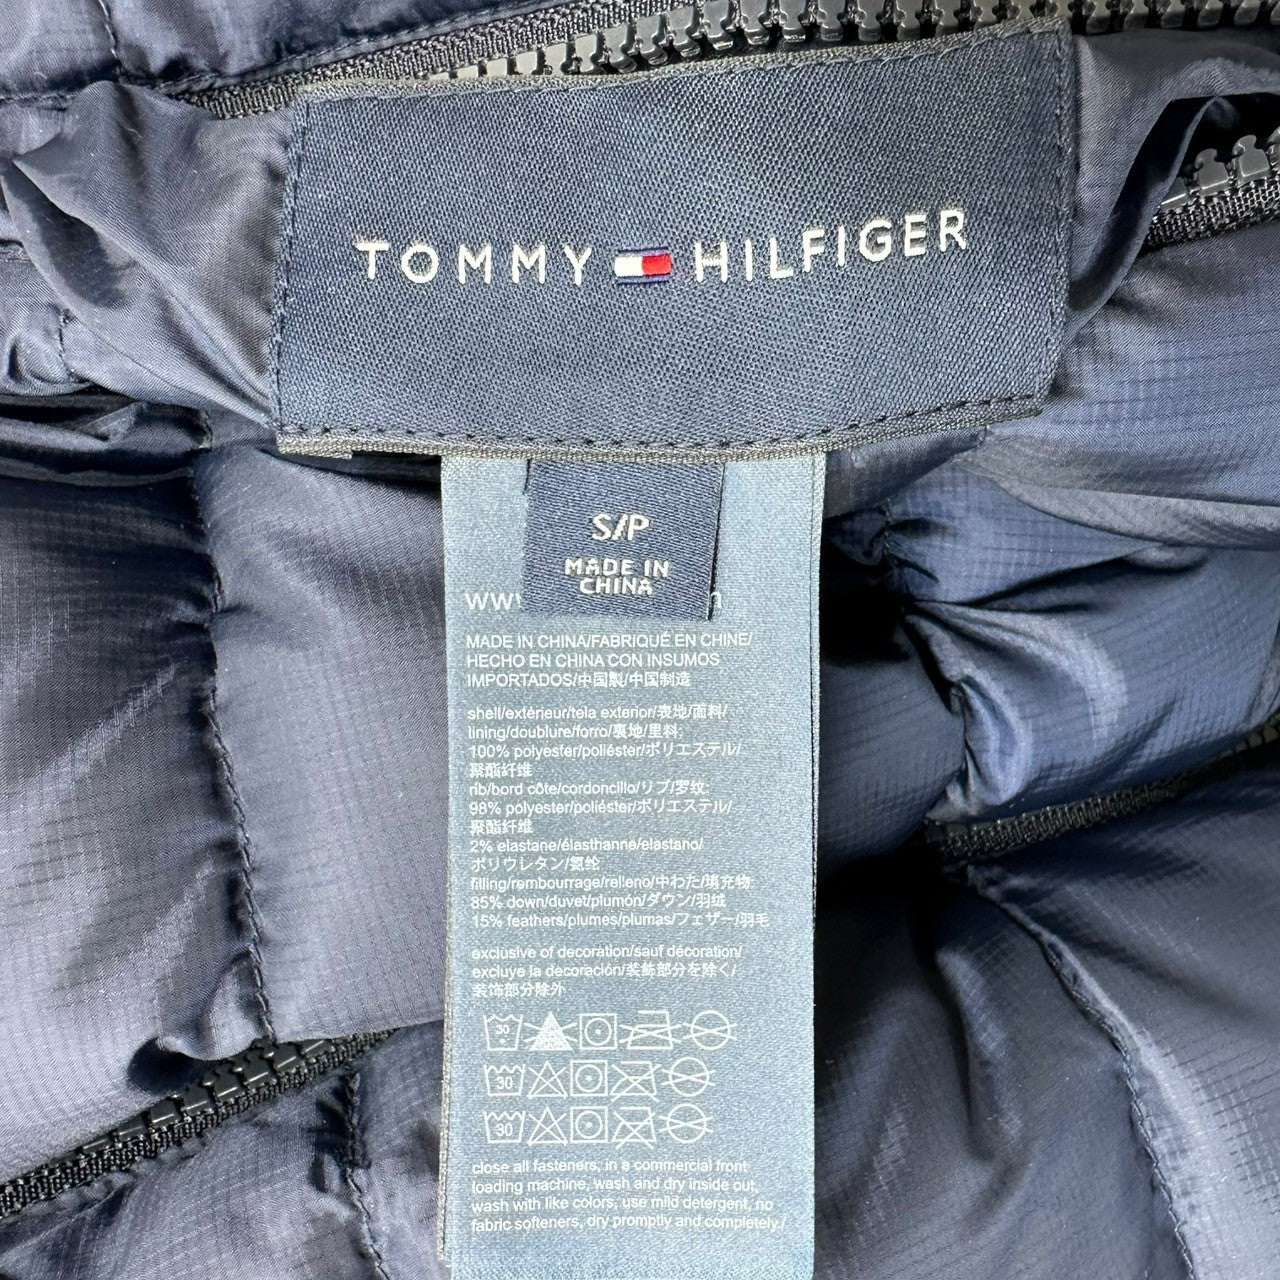 TOMMY HILFIGER
S/P
MADE IN
CHINA
MADE IN CHINA/FABRIQUÉ EN CHINE/
HECHO EN CHINA CON INSUMOS
IMPORTADOS/中国製/中国制造
shell/extérieur/tela exterior/表地/面料/
lining/doublure/forro/裏地/里料:
100% polyester/poliéster/ポリエステル/
聚酯纤维
rib/bord côte/cordoncillo/リブ/罗纹:
98% polyester/poliéster/ポリエステル/
聚酯纤维
2% elastane/élasthanne/elastano/
ポリウレタン/氨纶
filling/rembourrage/relleno/中わた/填充物:
85% down/duvet/plumón/ダウン/羽绒
15% feathers/plumes/plumas/フェザー/羽毛
exclusive of decoration/sauf décoration/
excluye la decoración/装飾部分を除く/
装饰部分除外
30
30
30
close all fasteners, in a commercial front
loading machine, wash and dry inside out,
wash with like colors, use mild detergent, no
fabric softeners, dry promptly and completely./